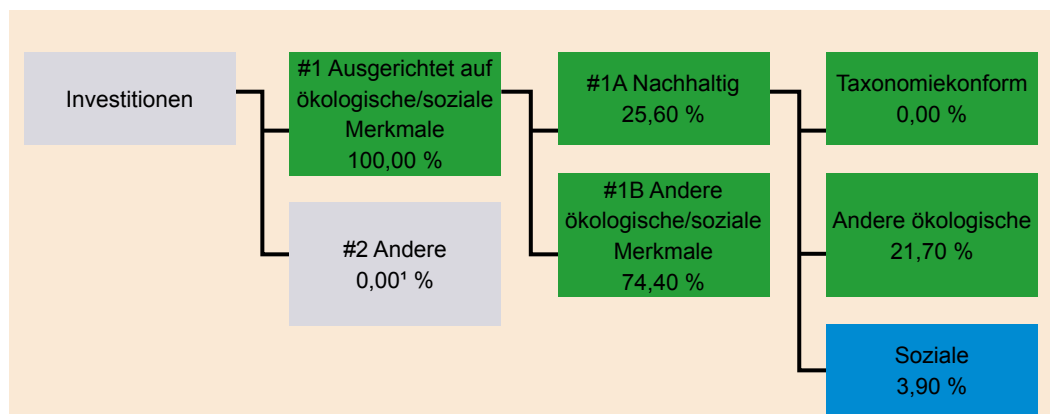 Investitionen
#1 Ausgerichtet auf
ökologische/soziale
Merkmale
100,00 %
#2 Andere
0,00¹ %
#1A Nachhaltig
25,60 %
#1B Andere
ökologische/soziale
Merkmale
74,40 %
Taxonomiekonform
0,00 %
Andere ökologische
21,70 %
Soziale
3,90 %